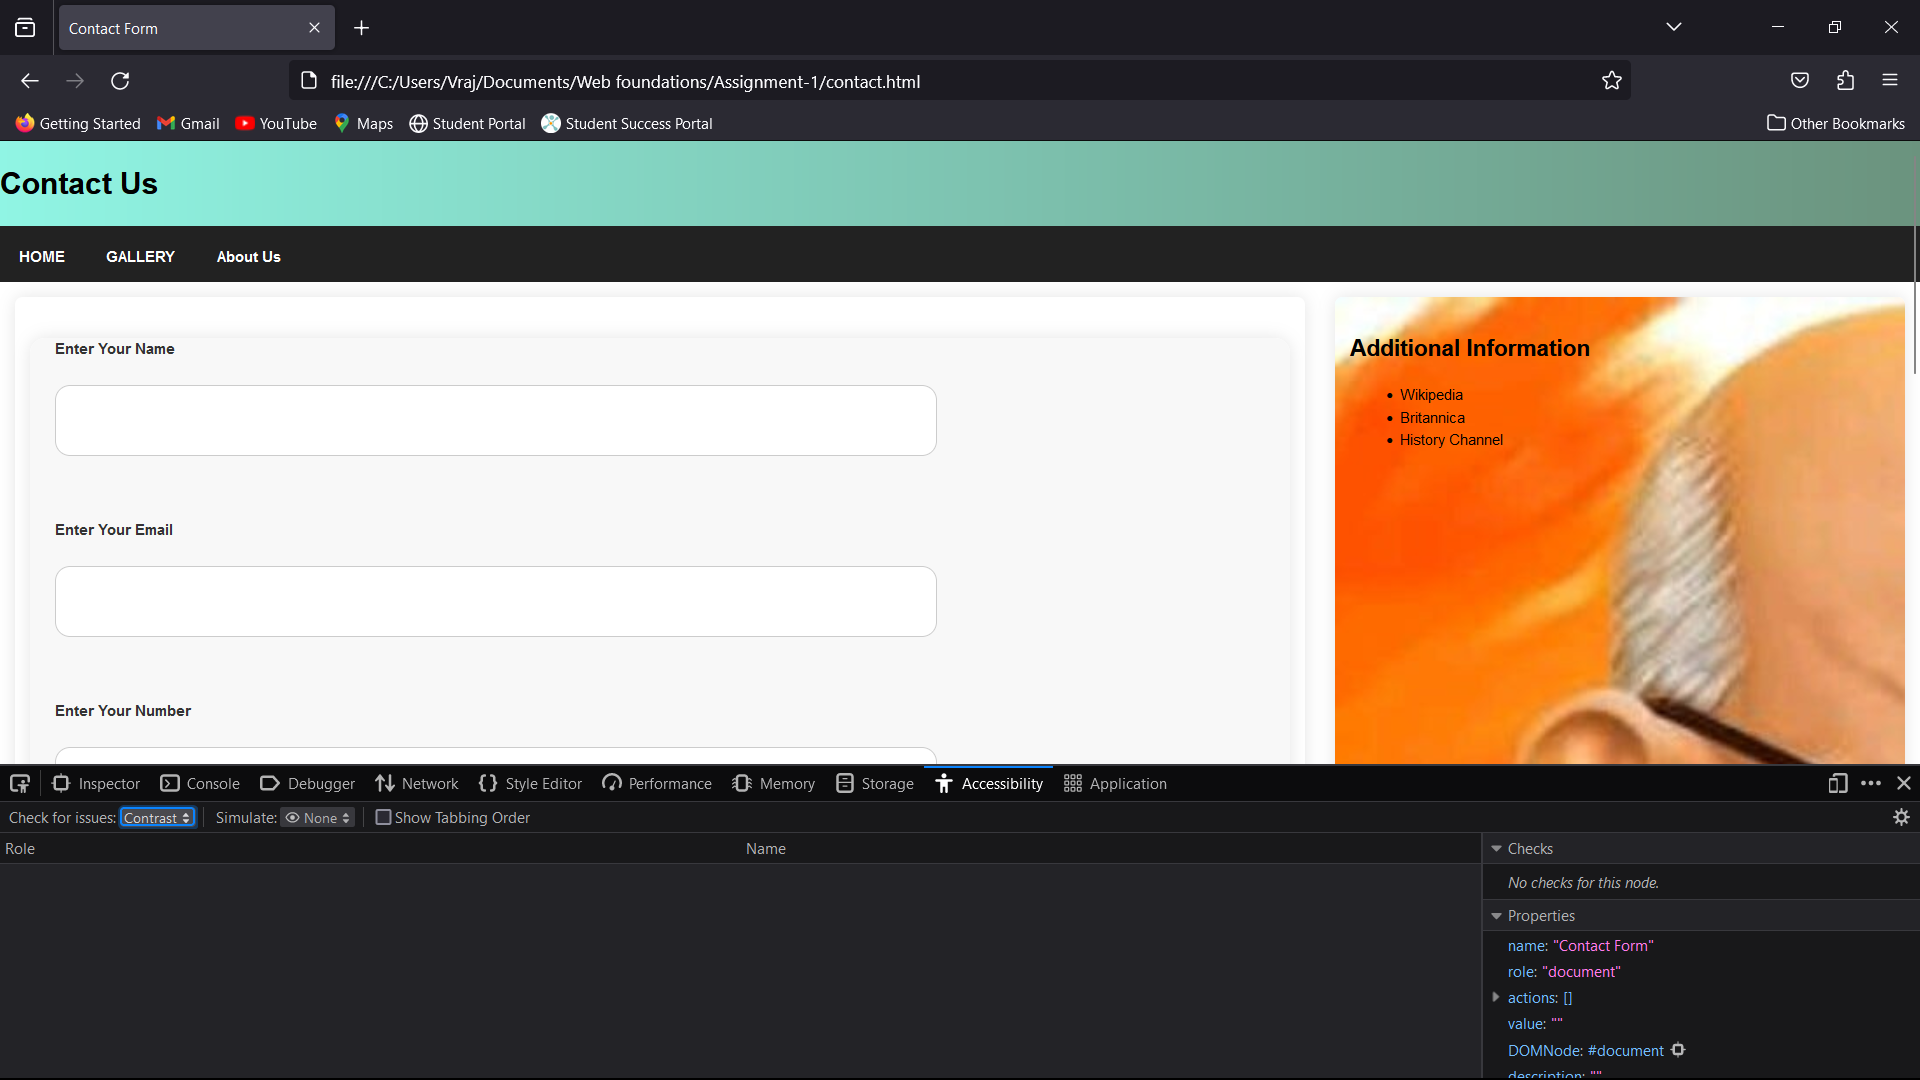 Contact Form
file:///C:/Users/Vraj/Documents/Web foundations/Assignment-1/contact.html
Getting Started Gmail YouTube Maps Student Portal Student Success Portal Other Bookmarks
Contact Us
HOME GALLERY About Us
Enter Your Name
Enter Your Email
Enter Your Number
Additional Information
• Wikipedia
• Britannica
• History Channel
Inspector Console Debugger Network Style Editor Performance Memory Storage Accessibility Application
Check for issues: Contrast Simulate: None Show Tabbing Order
Role Name
Checks
No checks for this node.
Properties
name: "Contact Form"
role: "document"
actions: []
value: ""
DOMNode: #document
description: ""